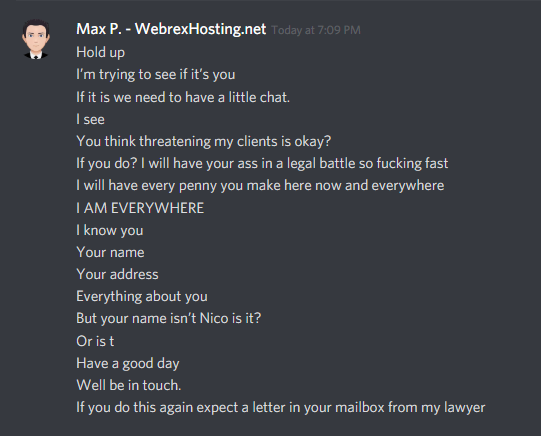 Max P. - WebrexHosting.net Today at 7:09 PM
Hold up
I'm trying to see if it's you
If it is we need to have a little chat.
I see
You think threatening my clients is okay?
If you do? I will have your ass in a legal battle so fucking fast
I will have every penny you make here now and everywhere
I AM EVERYWHERE
I know you
Your name
Your address
Everything about you
But your name isn't Nico is it?
Or is t
Have a good day
Well be in touch.
If you do this again expect a letter in your mailbox from my lawyer